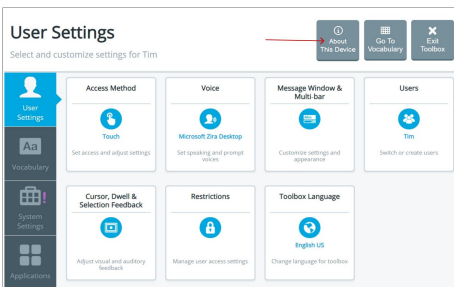 User Settings
Select and customize settings for Tim
About
This Device
Go To
Vocabulary
Exit
Toolbox
User
Settings
Aa
Vocabulary
System
Settings
Applications
Access Method
Touch
Set access and adjust settings
Voice
Microsoft Zira Desktop
Set speaking and prompt
voices
Message Window &
Multi-bar
Customize settings and
appearance
Users
Tim
Switch or create users
Cursor, Dwell &
Selection Feedback
Adjust visual and auditory
feedback
Restrictions
Manage user access settings
Toolbox Language
English US
Change language for toolbox